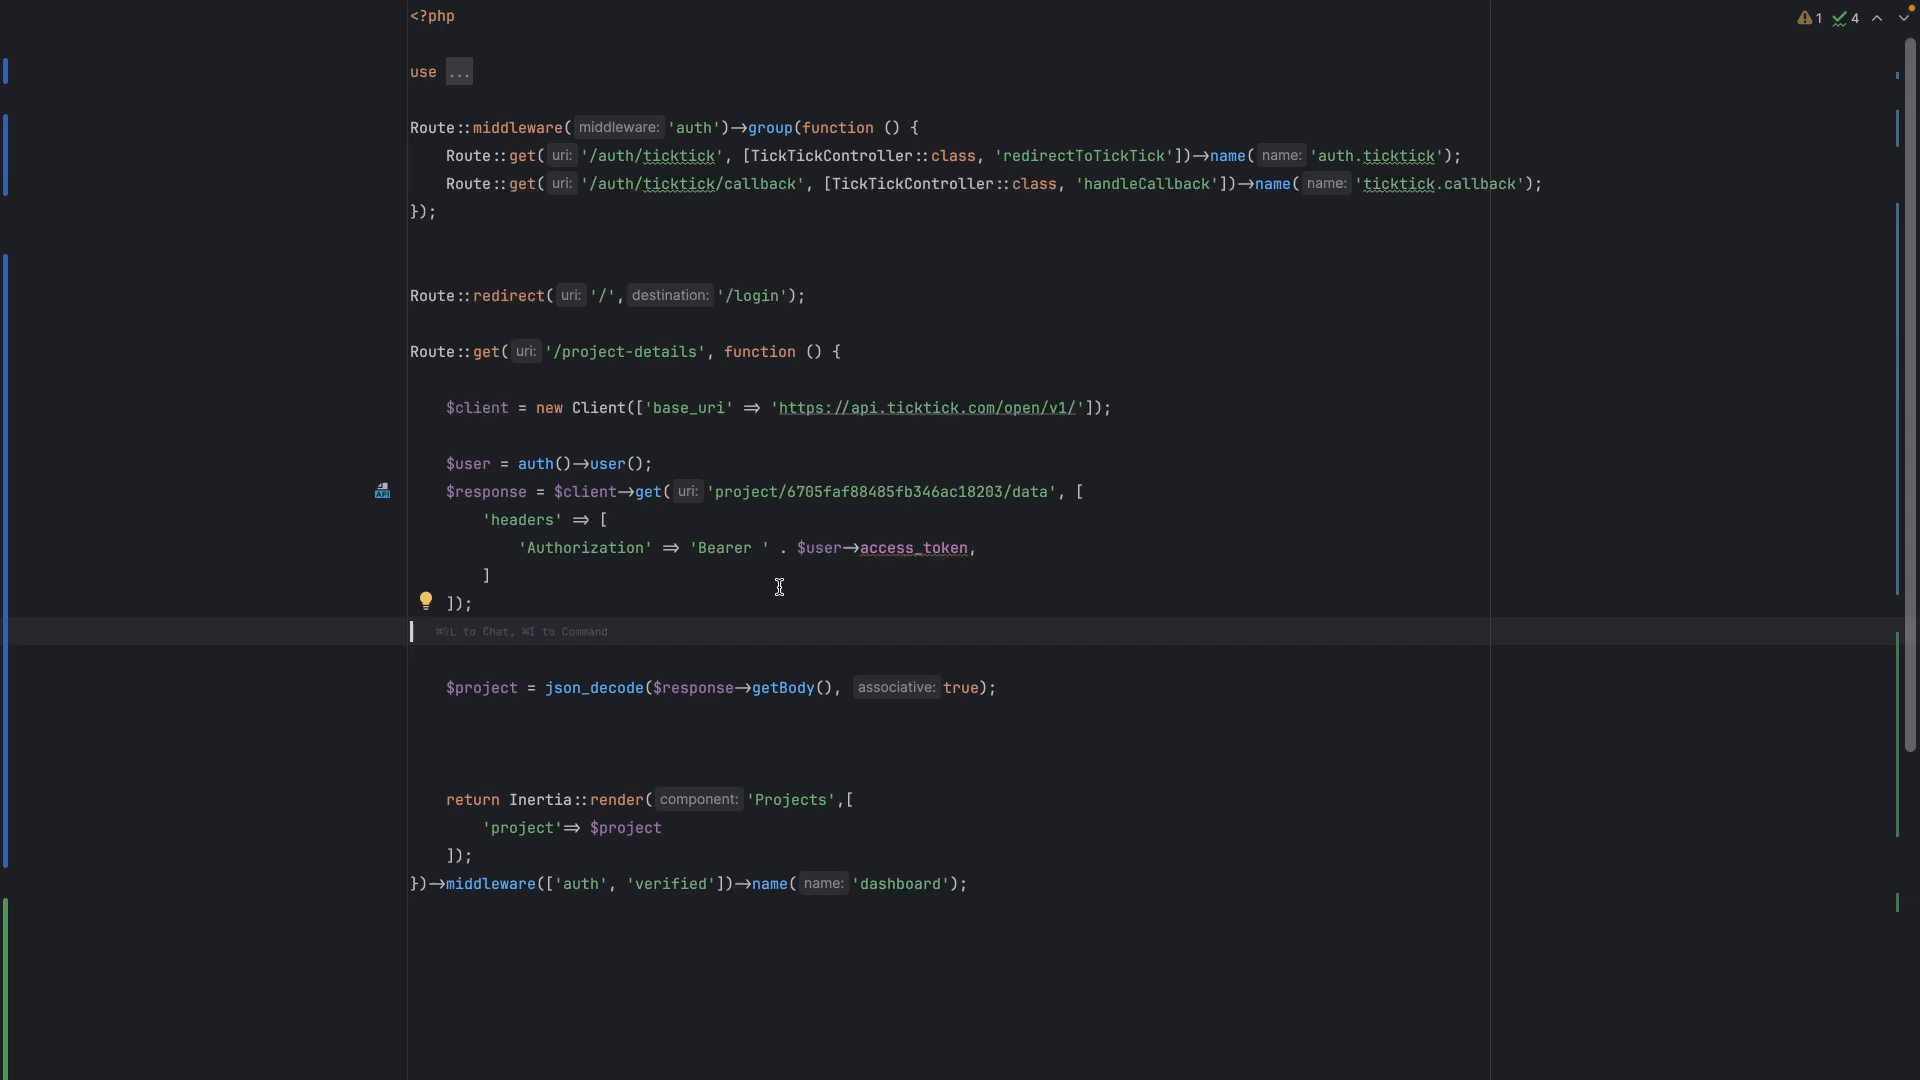 <?php
1 4
use ...
Route::middleware( middleware: 'auth')->group(function () {
Route::get( uri: '/auth/ticktick', [TickTickController::class, 'redirectToTickTick'])->name( name: 'auth.ticktick');
Route::get( uri: '/auth/ticktick/callback', [TickTickController::class, 'handleCallback'])->name( name: 'ticktick.callback');
});
Route::redirect( uri: '/', destination: '/login');
Route::get( uri: '/project-details', function () {
$client = new Client(['base_uri' => 'https://api.ticktick.com/open/v1/']);
$user = auth()->user();
API
$response = $client->get( uri: 'project/6705faf88485fb346ac18203/data', [
'headers' => [
'Authorization' => 'Bearer ' . $user->access_token,
]
]);
⌘⇧L to Chat, ⌘I to Command
$project = json_decode($response->getBody(), associative: true);
return Inertia::render( component: 'Projects',[
'project'=> $project
]);
})->middleware(['auth', 'verified'])->name( name: 'dashboard');